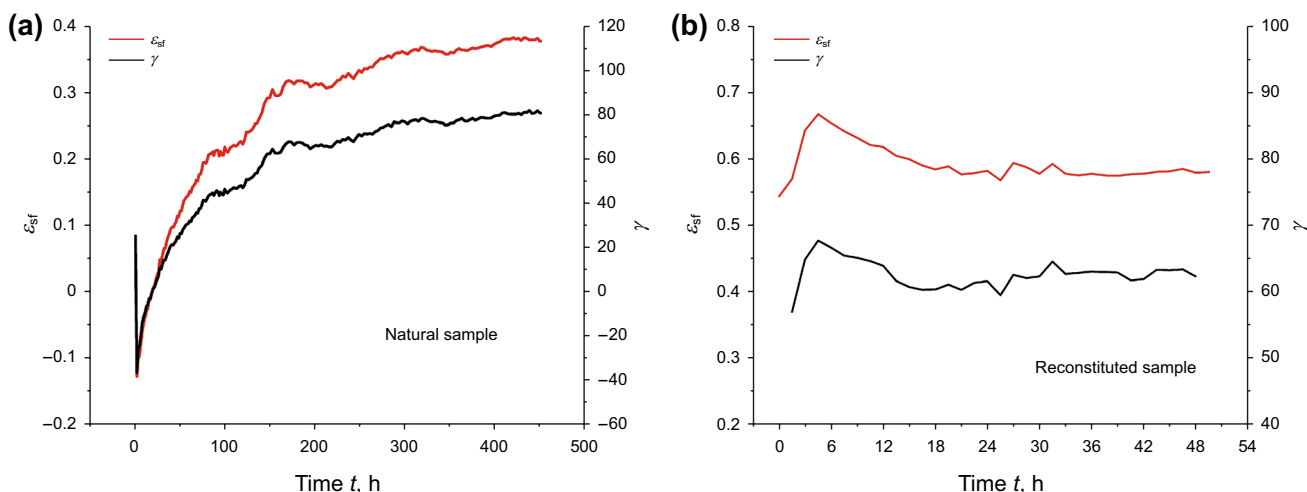 (a)
0.4
0.3
0.2
0.1
0
–0.1
–0.2
εsf
εsf
γ
120
100
80
60
40
20
0
–20
–40
–60
γ
Natural sample
0 100 200 300 400 500
Time t, h
(b)
0.8
0.7
0.6
0.5
0.4
0.3
0.2
εsf
εsf
γ
100
90
80
70
60
50
40
γ
Reconstituted sample
0 6 12 18 24 30 36 42 48 54
Time t, h